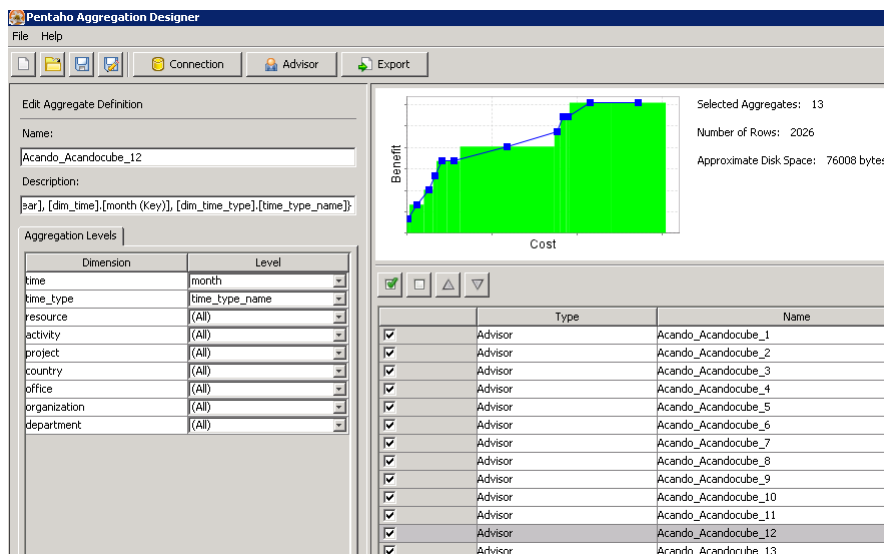 Pentaho Aggregation Designer
File Help
Connection Advisor Export
Edit Aggregate Definition
Name:
Acando_Acandocube_12
Description:
ear], [dim_time].[month (Key)], [dim_time_type].[time_type_name]}
Aggregation Levels
Dimension Level
time month
time_type time_type_name
resource (All)
activity (All)
project (All)
country (All)
office (All)
organization (All)
department (All)
Benefit
Cost
Selected Aggregates: 13
Number of Rows: 2026
Approximate Disk Space: 76008 bytes
Type Name
Advisor Acando_Acandocube_1
Advisor Acando_Acandocube_2
Advisor Acando_Acandocube_3
Advisor Acando_Acandocube_4
Advisor Acando_Acandocube_5
Advisor Acando_Acandocube_6
Advisor Acando_Acandocube_7
Advisor Acando_Acandocube_8
Advisor Acando_Acandocube_9
Advisor Acando_Acandocube_10
Advisor Acando_Acandocube_11
Advisor Acando_Acandocube_12
Advisor Acando_Acandocube_13